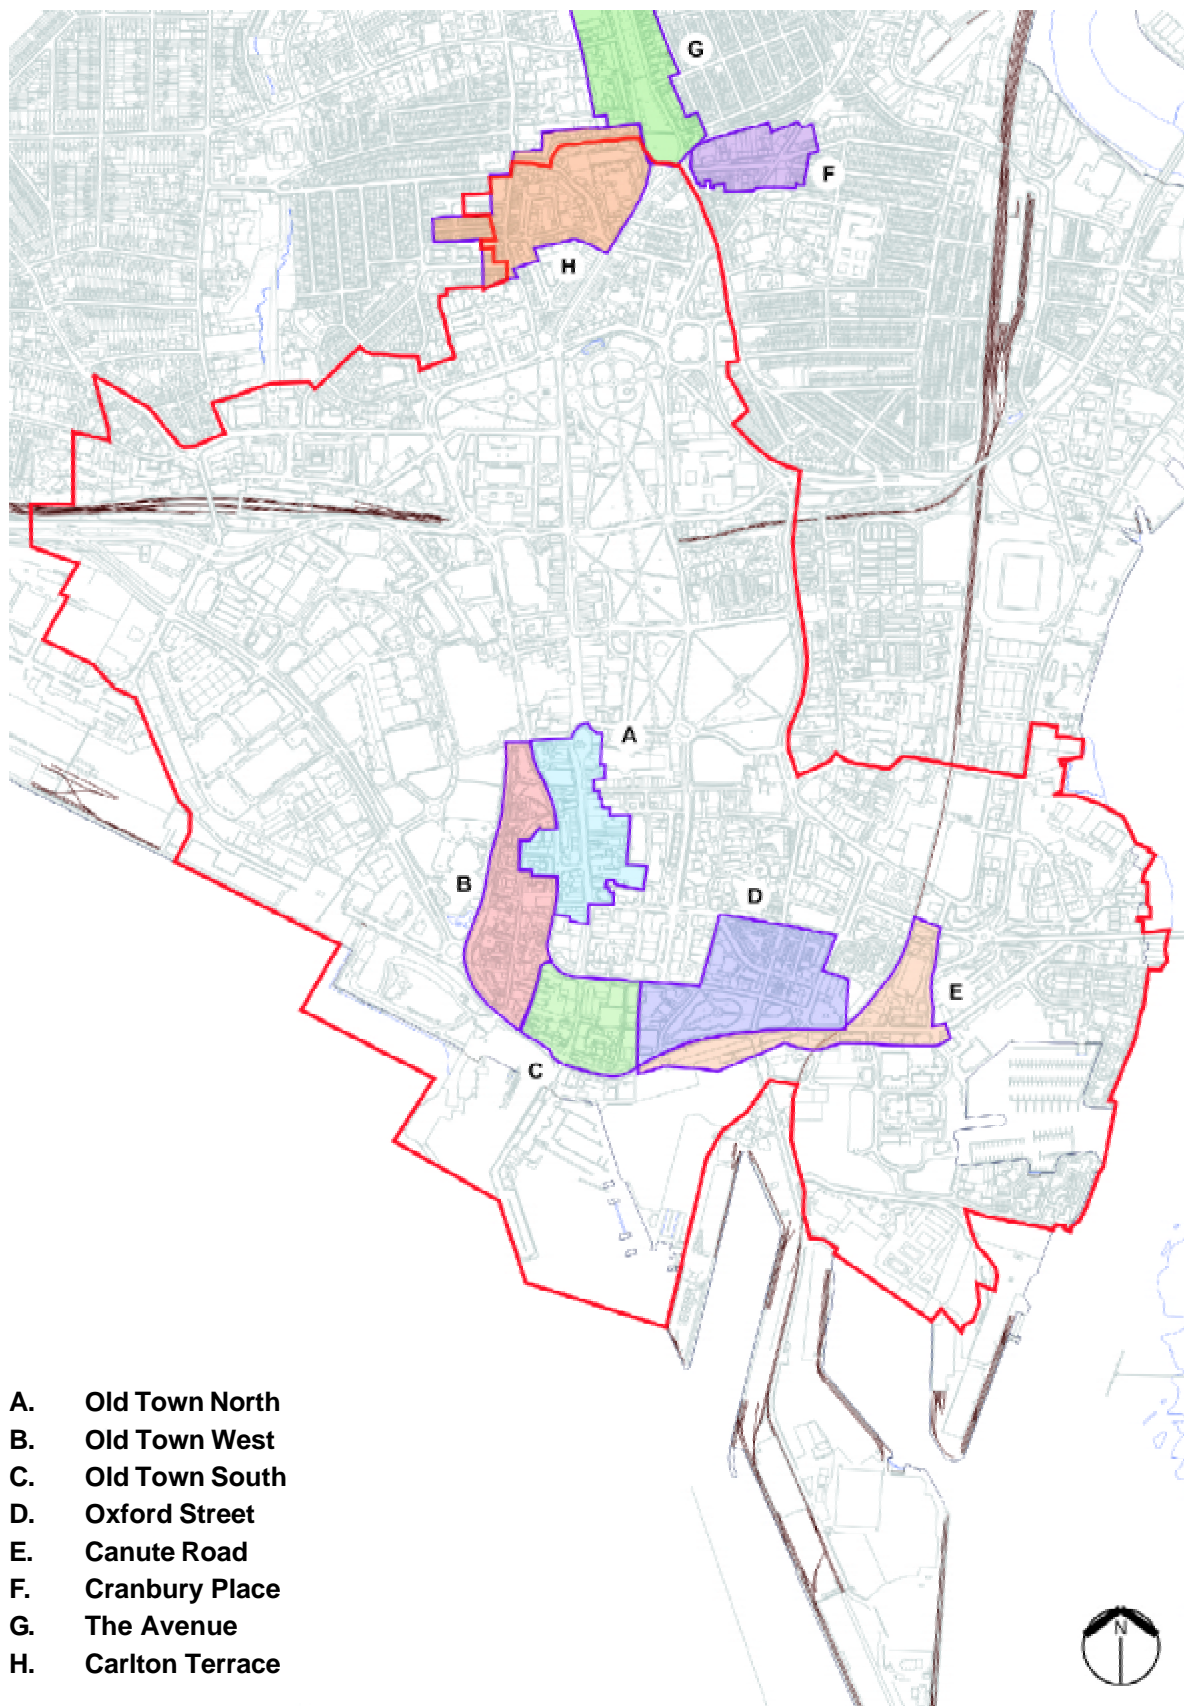 G
F
H
A
B
D
E
C
A. Old Town North
B. Old Town West
C. Old Town South
D. Oxford Street
E. Canute Road
F. Cranbury Place
G. The Avenue
H. Carlton Terrace
N